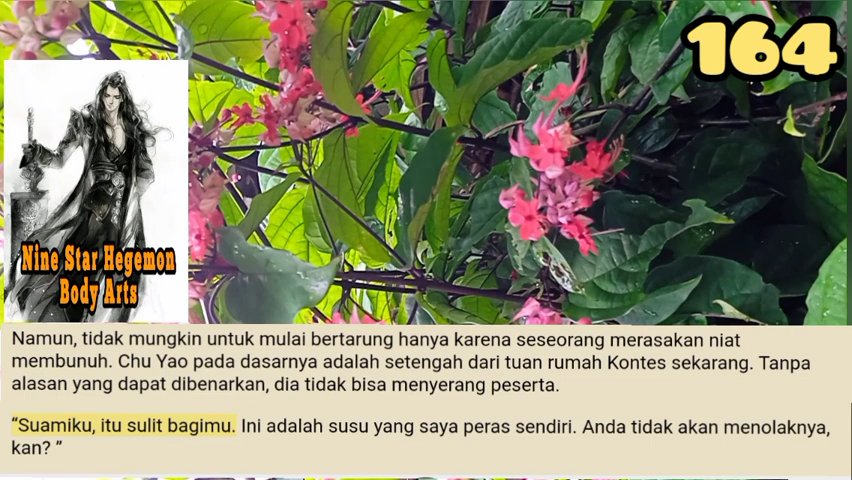 164
Nine Star Hegemon
Body Arts
Namun, tidak mungkin untuk mulai bertarung hanya karena seseorang merasakan niat
membunuh. Chu Yao pada dasarnya adalah setengah dari tuan rumah Kontes sekarang. Tanpa
alasan yang dapat dibenarkan, dia tidak bisa menyerang peserta.
“Suamiku, itu sulit bagimu. Ini adalah susu yang saya peras sendiri. Anda tidak akan menolaknya,
kan? ”